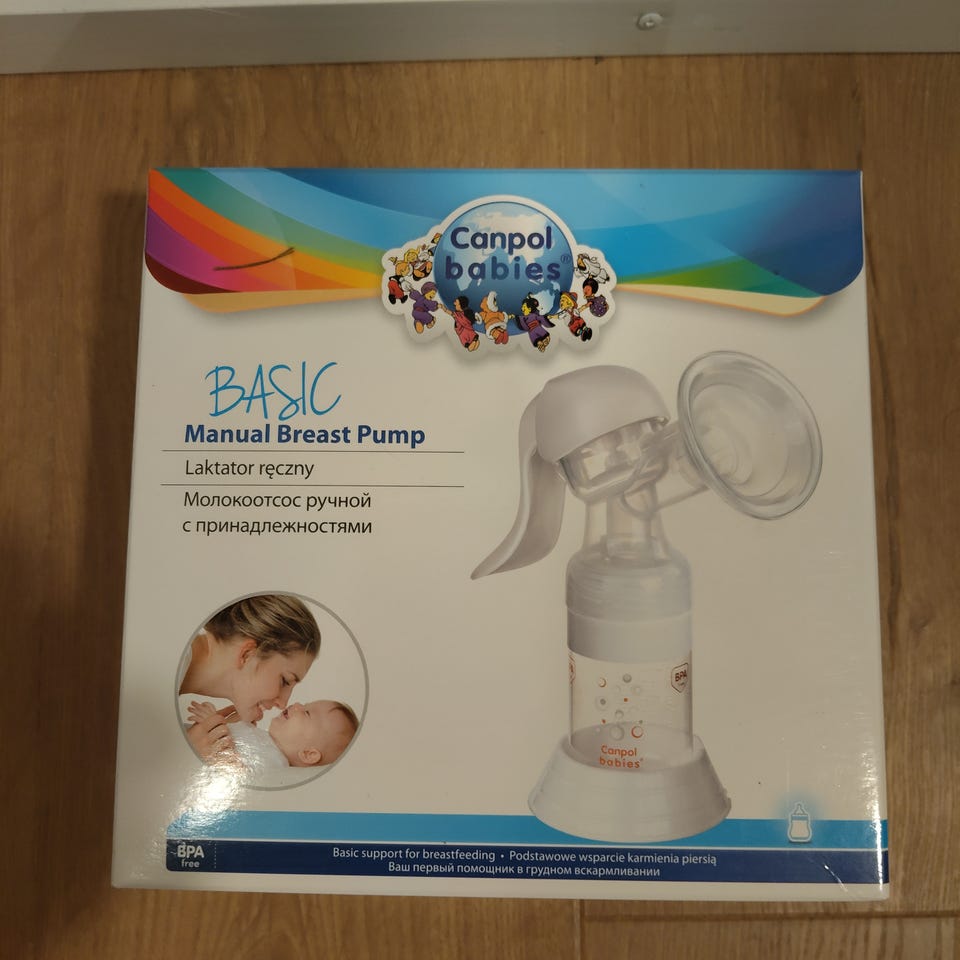 Canpol
babies®
BASIC
Manual Breast Pump
Laktator ręczny
Молокоотсос ручной
с принадлежностями
BPA
Canpol
babies®
BPA
free
Basic support for breastfeeding • Podstawowe wsparcie karmienia piersią
Ваш первый помощник в грудном вскармливании